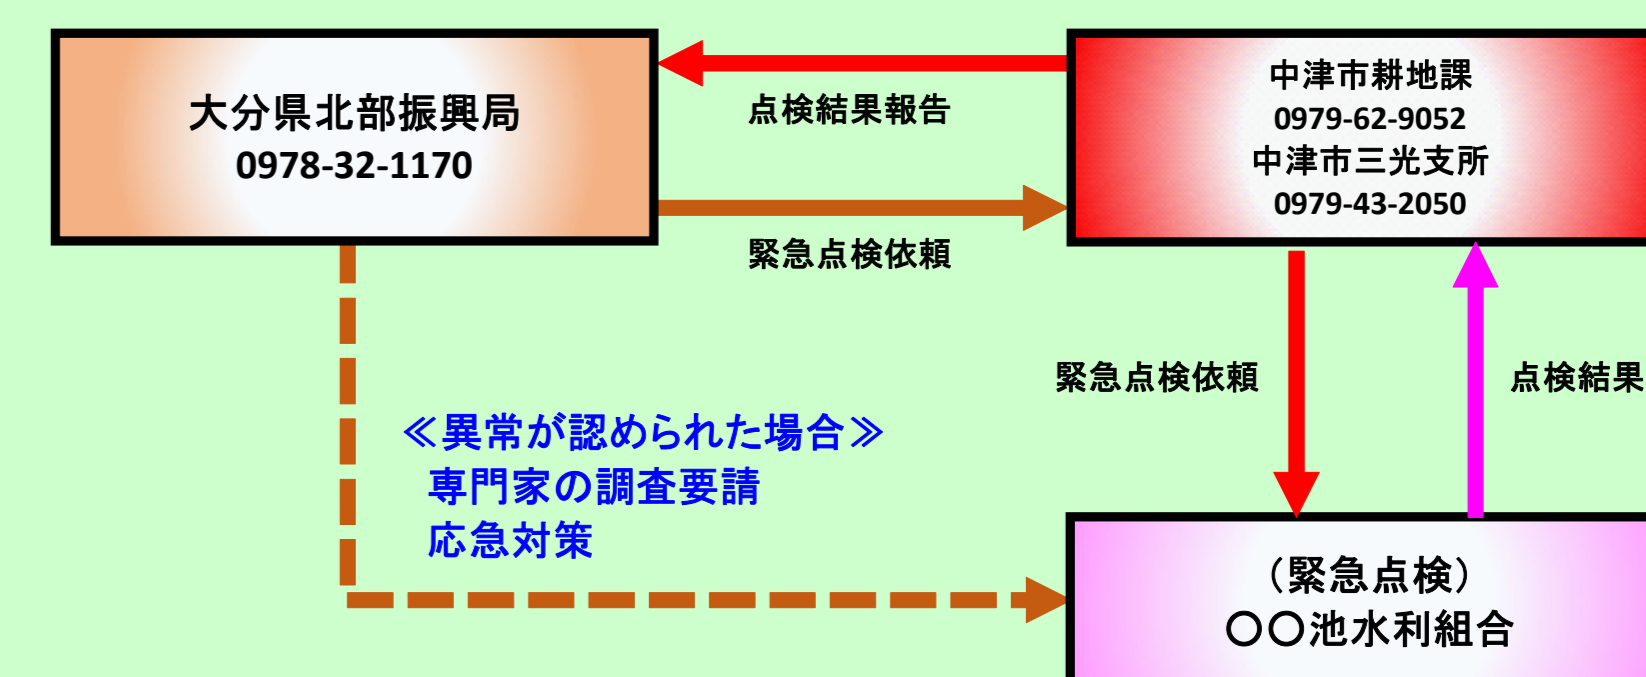 大分県北部振興局
0978-32-1170
点検結果報告
緊急点検依頼
中津市耕地課
0979-62-9052
中津市三光支所
0979-43-2050
緊急点検依頼
点検結果
≪異常が認められた場合≫
専門家の調査要請
応急対策
（緊急点検）
〇〇池水利組合